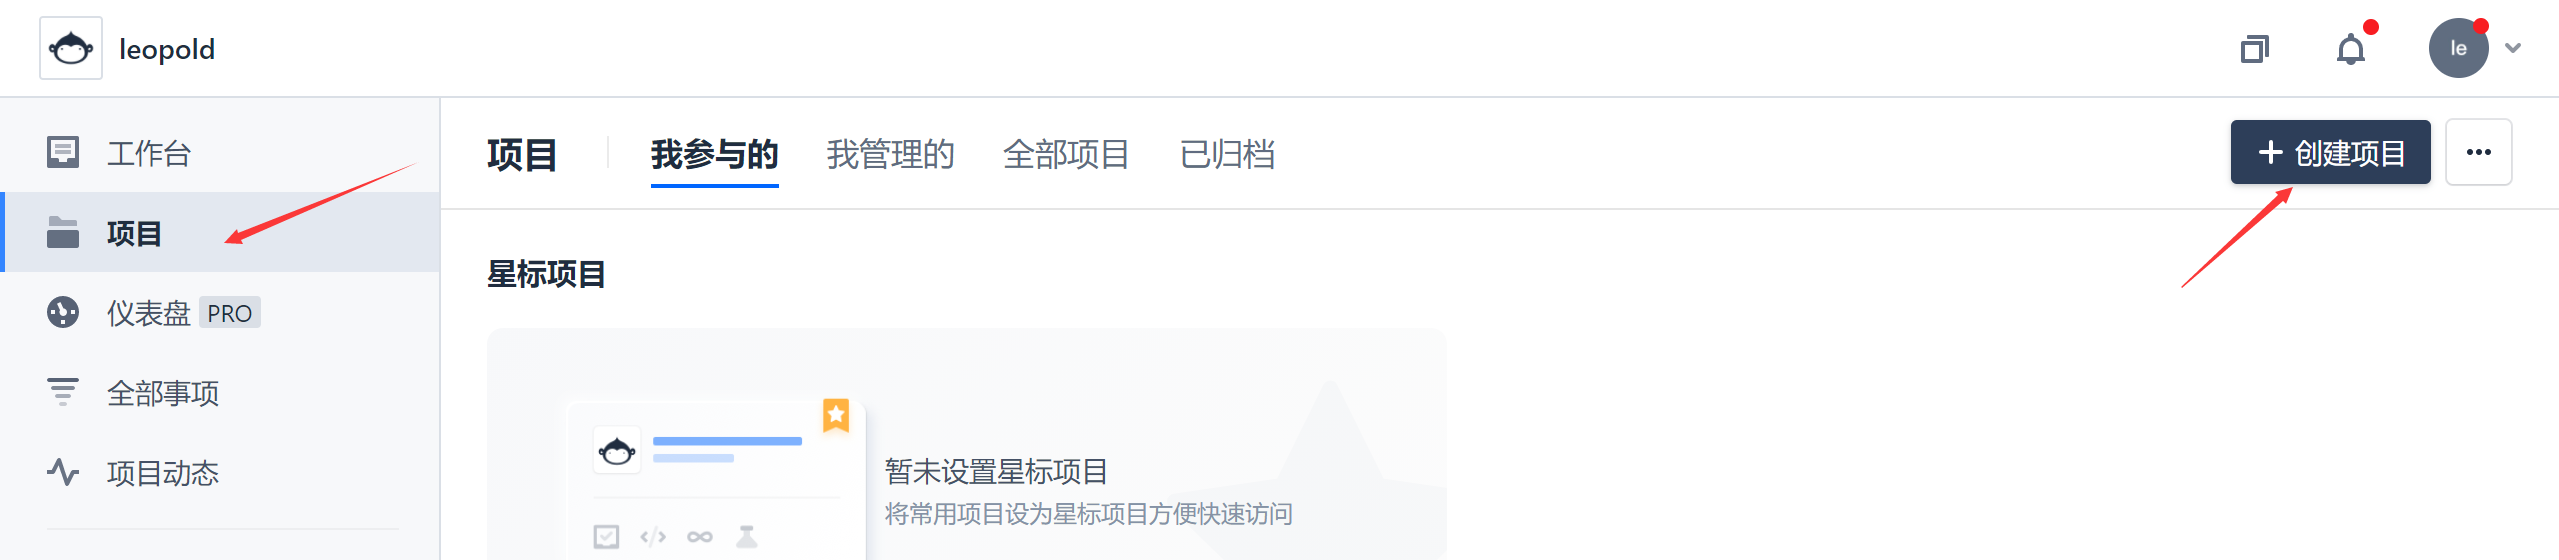 leopold
le
工作台
项目
仪表盘 PRO
全部事项
项目动态
项目 我参与的 我管理的 全部项目 已归档
创建项目
星标项目
暂未设置星标项目
将常用项目设为星标项目方便快速访问